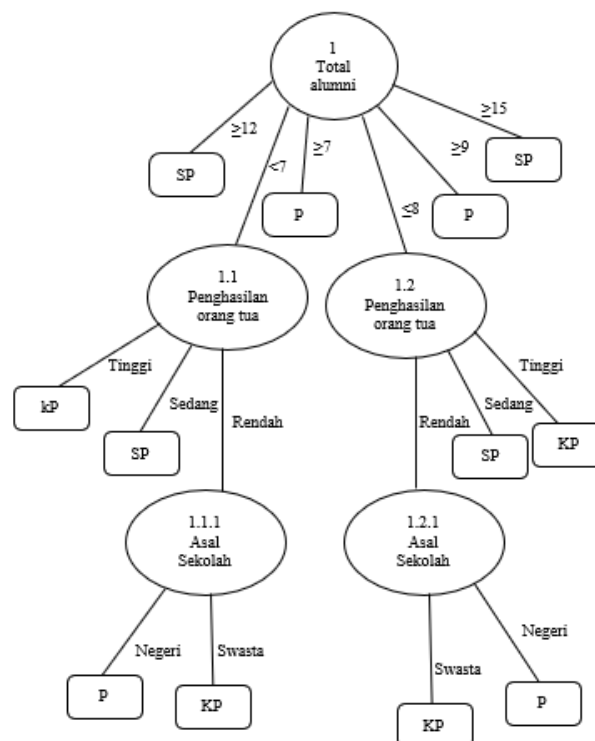 1
Total
alumni
≥12
<7
≥7
≤8
≥9
≥15
SP
P
P
SP
1.1
Penghasilan
orang tua
1.2
Penghasilan
orang tua
Tinggi
Sedang
Rendah
kP
SP
Rendah
Sedang
Tinggi
SP
KP
1.1.1
Asal
Sekolah
1.2.1
Asal
Sekolah
Negeri
Swasta
P
KP
Swasta
Negeri
KP
P